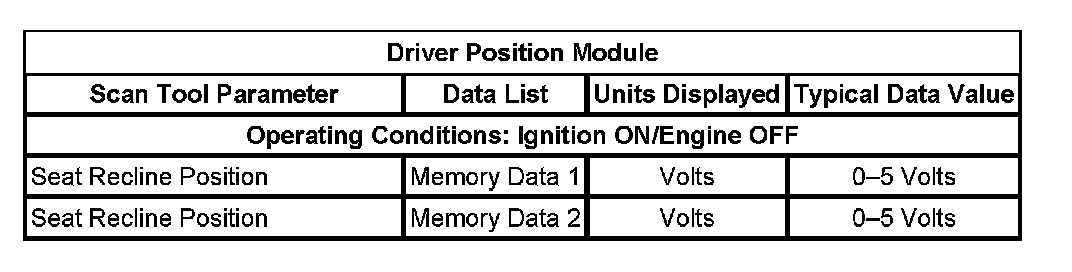 Driver Position Module
Scan Tool Parameter Data List Units Displayed Typical Data Value
Operating Conditions: Ignition ON/Engine OFF
Seat Recline Position Memory Data 1 Volts 0–5 Volts
Seat Recline Position Memory Data 2 Volts 0–5 Volts